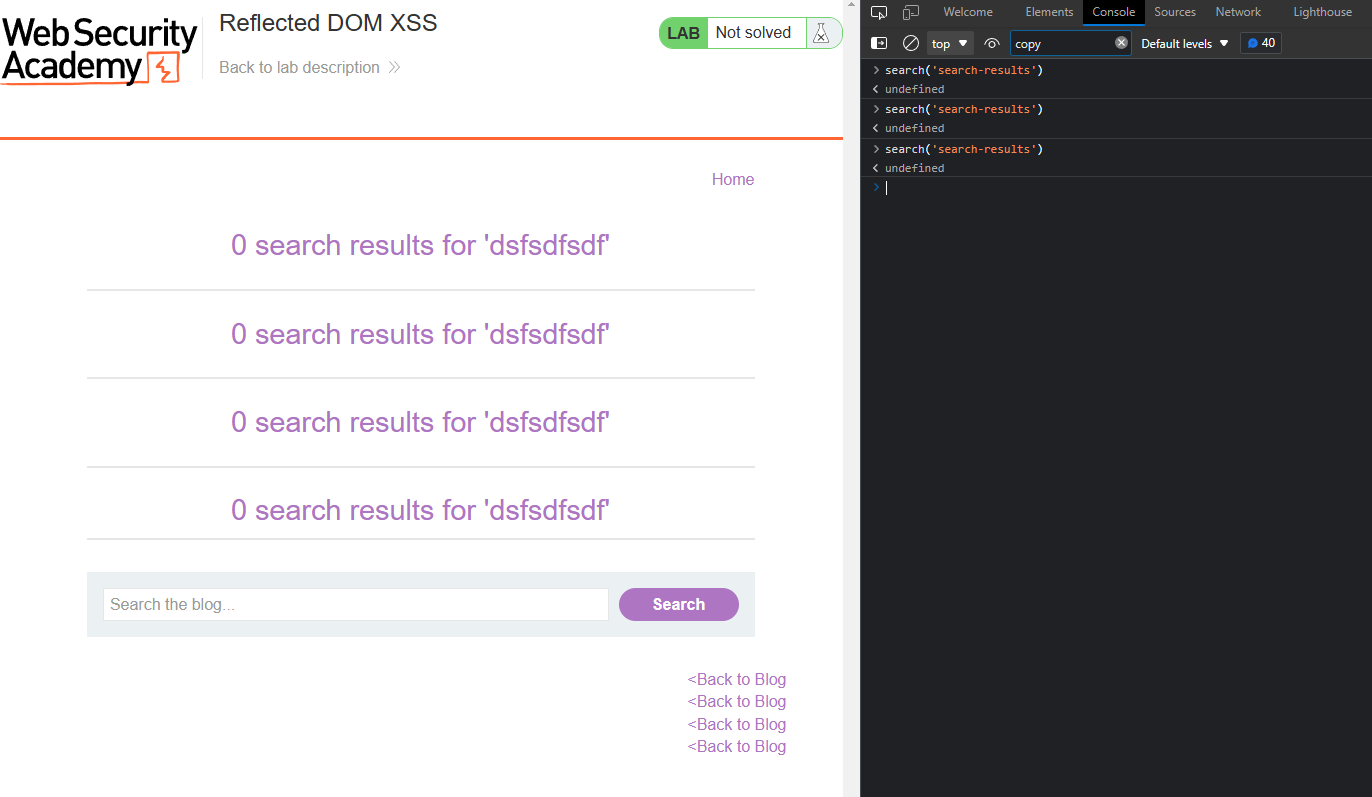 Web Security
Academy
Reflected DOM XSS
Back to lab description
LAB Not solved
Home
0 search results for 'dsfsdfsdf'
0 search results for 'dsfsdfsdf'
0 search results for 'dsfsdfsdf'
0 search results for 'dsfsdfsdf'
Search the blog...
Search
<Back to Blog
<Back to Blog
<Back to Blog
<Back to Blog
Welcome Elements Console Sources Network Lighthouse
top copy Default levels 40
> search('search-results')
< undefined
> search('search-results')
< undefined
> search('search-results')
< undefined
>